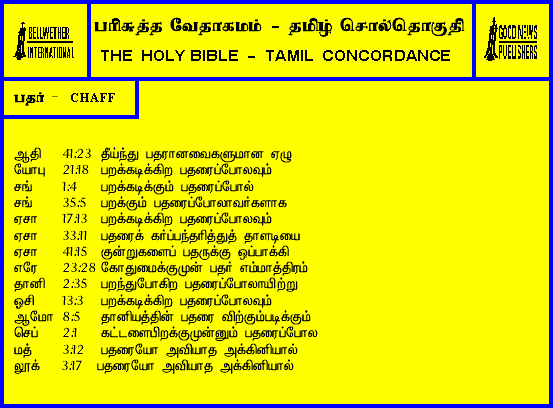 BELLWETHER
INTERNATIONAL
பரிசுத்த வேதாகமம் - தமிழ் சொல்தொகுதி
THE HOLY BIBLE - TAMIL CONCORDANCE
GOOD NEWS
PUBLISHERS
பதர் - CHAFF
ஆதி 41:23 தீய்ந்து பதரானவைகளுமான ஏழு
யோபு 21:18 பறக்கடிக்கிற பதரைப்போலவும்
சங் 1:4 பறக்கடிக்கும் பதரைப்போல்
சங் 35:5 பறக்கும் பதரைப்போலாவர்களாக
ஏசா 17:13 பறக்கடிக்கிற பதரைப்போலவும்
ஏசா 33:11 பதரைக் கர்ப்பந்தரித்துத் தாளடியை
ஏசா 41:15 குன்றுகளைப் பதருக்கு ஒப்பாக்கி
எரே 23:28 கோதுமைக்குமுன் பதர் எம்மாத்திரம்
தானி 2:35 பறந்துபோகிற பதரைப்போலாயிற்று
ஓசி 13:3 பறக்கடிக்கிற பதரைப்போலவும்
ஆமோ 8:5 தானியத்தின் பதரை விற்கும்படிக்கும்
செப் 2:1 கட்டளைபிறக்குமுன்னும் பதரைப்போல
மத் 3:12 பதரையோ அவியாத அக்கினியால்
லூக் 3:17 பதரையோ அவியாத அக்கினியால்